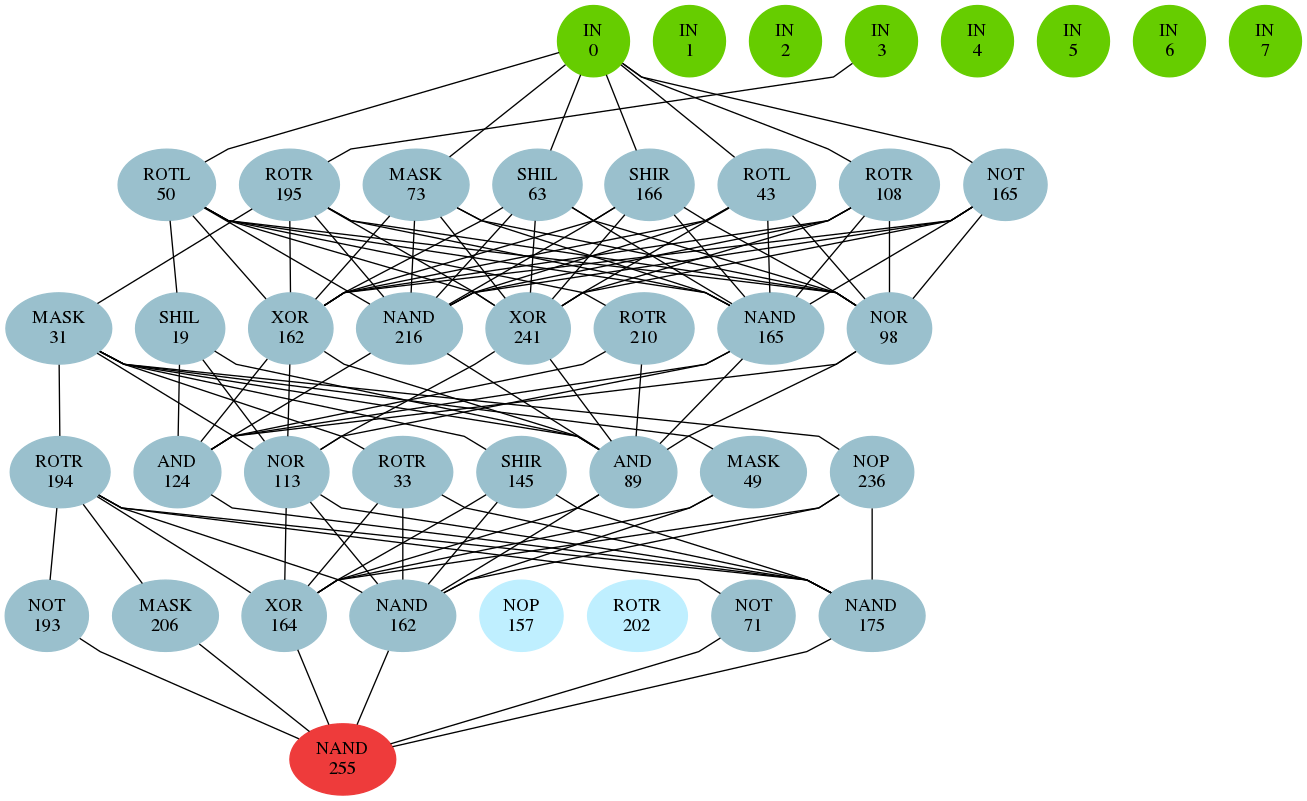 IN
0
IN
1
IN
2
IN
3
IN
4
IN
5
IN
6
IN
7
ROTL
50
ROTR
195
MASK
73
SHIL
63
SHIR
166
ROTL
43
ROTR
108
NOT
165
MASK
31
SHIL
19
XOR
162
NAND
216
XOR
241
ROTR
210
NAND
165
NOR
98
ROTR
194
AND
124
NOR
113
ROTR
33
SHIR
145
AND
89
MASK
49
NOP
236
NOT
193
MASK
206
XOR
164
NAND
162
NOP
157
ROTR
202
NOT
71
NAND
175
NAND
255